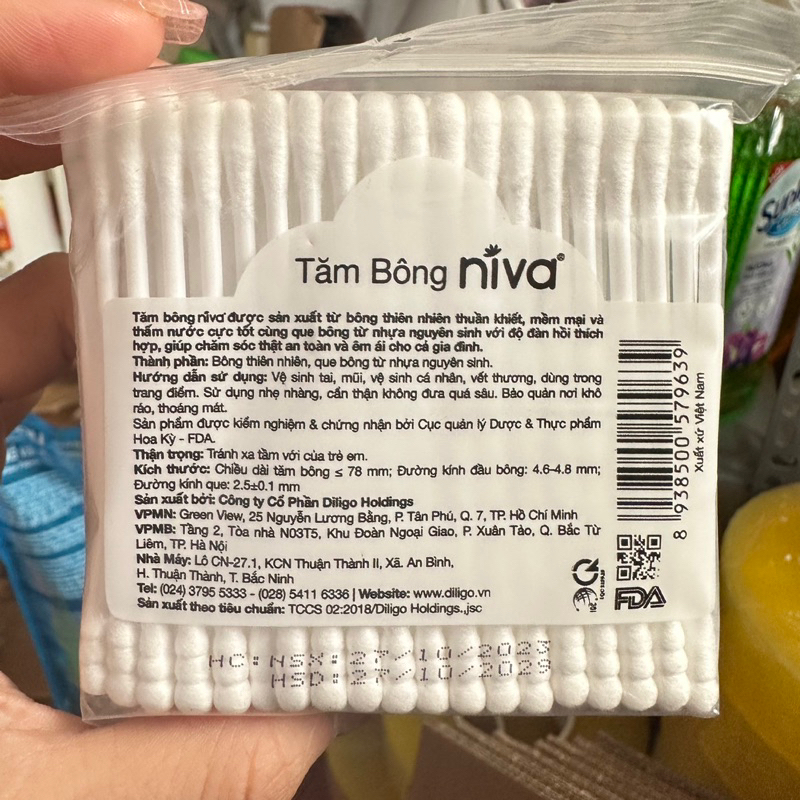 Tăm Bông niva®
Tăm bông niva được sản xuất từ bông thiên nhiên thuần khiết, mềm mại và
thấm nước cực tốt cùng que bông từ nhựa nguyên sinh với độ đàn hồi thích
hợp, giúp chăm sóc thật an toàn và êm ái cho cả gia đình.
Thành phần: Bông thiên nhiên, que bông từ nhựa nguyên sinh.
Hướng dẫn sử dụng: Vệ sinh tai, mũi, vệ sinh cá nhân, vết thương, dùng trong
trang điểm. Sử dụng nhẹ nhàng, cẩn thận không đưa quá sâu. Bảo quản nơi khô
ráo, thoáng mát.
Sản phẩm được kiểm nghiệm & chứng nhận bởi Cục quản lý Dược & Thực phẩm
Hoa Kỳ - FDA.
Thận trọng: Tránh xa tầm với của trẻ em.
Kích thước: Chiều dài tăm bông ≤ 78 mm; Đường kính đầu bông: 4.6-4.8 mm;
Đường kính que: 2.5±0.1 mm
Sản xuất bởi: Công ty Cổ Phần Diligo Holdings
VPMN: Green View, 25 Nguyễn Lương Bằng, P. Tân Phú, Q. 7, TP. Hồ Chí Minh
VPMB: Tầng 2, Tòa nhà N03T5, Khu Đoàn Ngoại Giao, P. Xuân Tảo, Q. Bắc Từ
Liêm, TP. Hà Nội
Nhà Máy: Lô CN-27.1, KCN Thuận Thành II, Xã. An Bình,
H. Thuận Thành, T. Bắc Ninh
Tel: (024) 3795 5333 - (028) 5411 6336 | Website: www.diligo.vn
Sản xuất theo tiêu chuẩn: TCCS 02:2018/Diligo Holdings.,jsc
8 938500 579639
Xuất xứ Việt Nam
FDA
HC: NSX: 27/10/2023
HSD: 27/10/2029